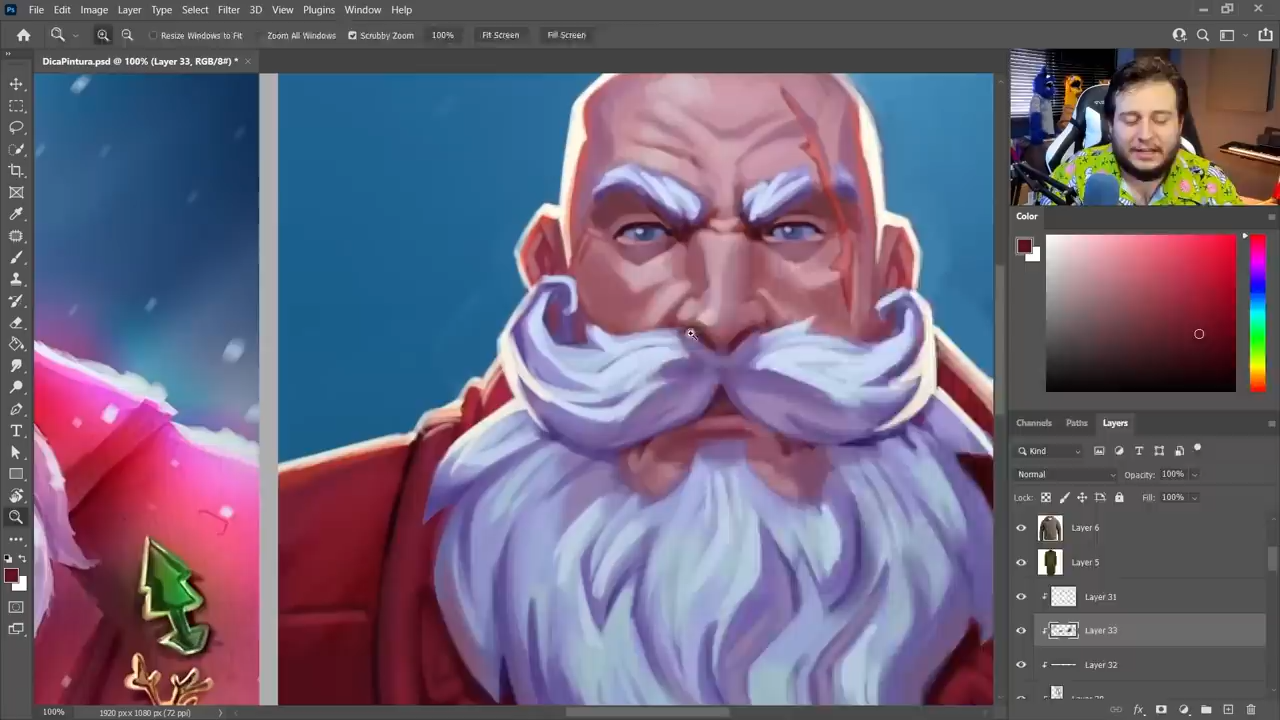 Ps File Edit Image Layer Type Select Filter 3D View Plugins Window Help
Resize Windows to Fit Zoom All Windows Scrubby Zoom 100% Fit Screen Fill Screen
DicaPintura.psd @ 100% (Layer 33, RGB/8#) *
Color
Channels Paths Layers
Kind
Normal Opacity: 100%
Lock: Fill: 100%
Layer 6
Layer 5
Layer 31
Layer 33
Layer 32
100% 1920 px x 1080 px (72 ppi)